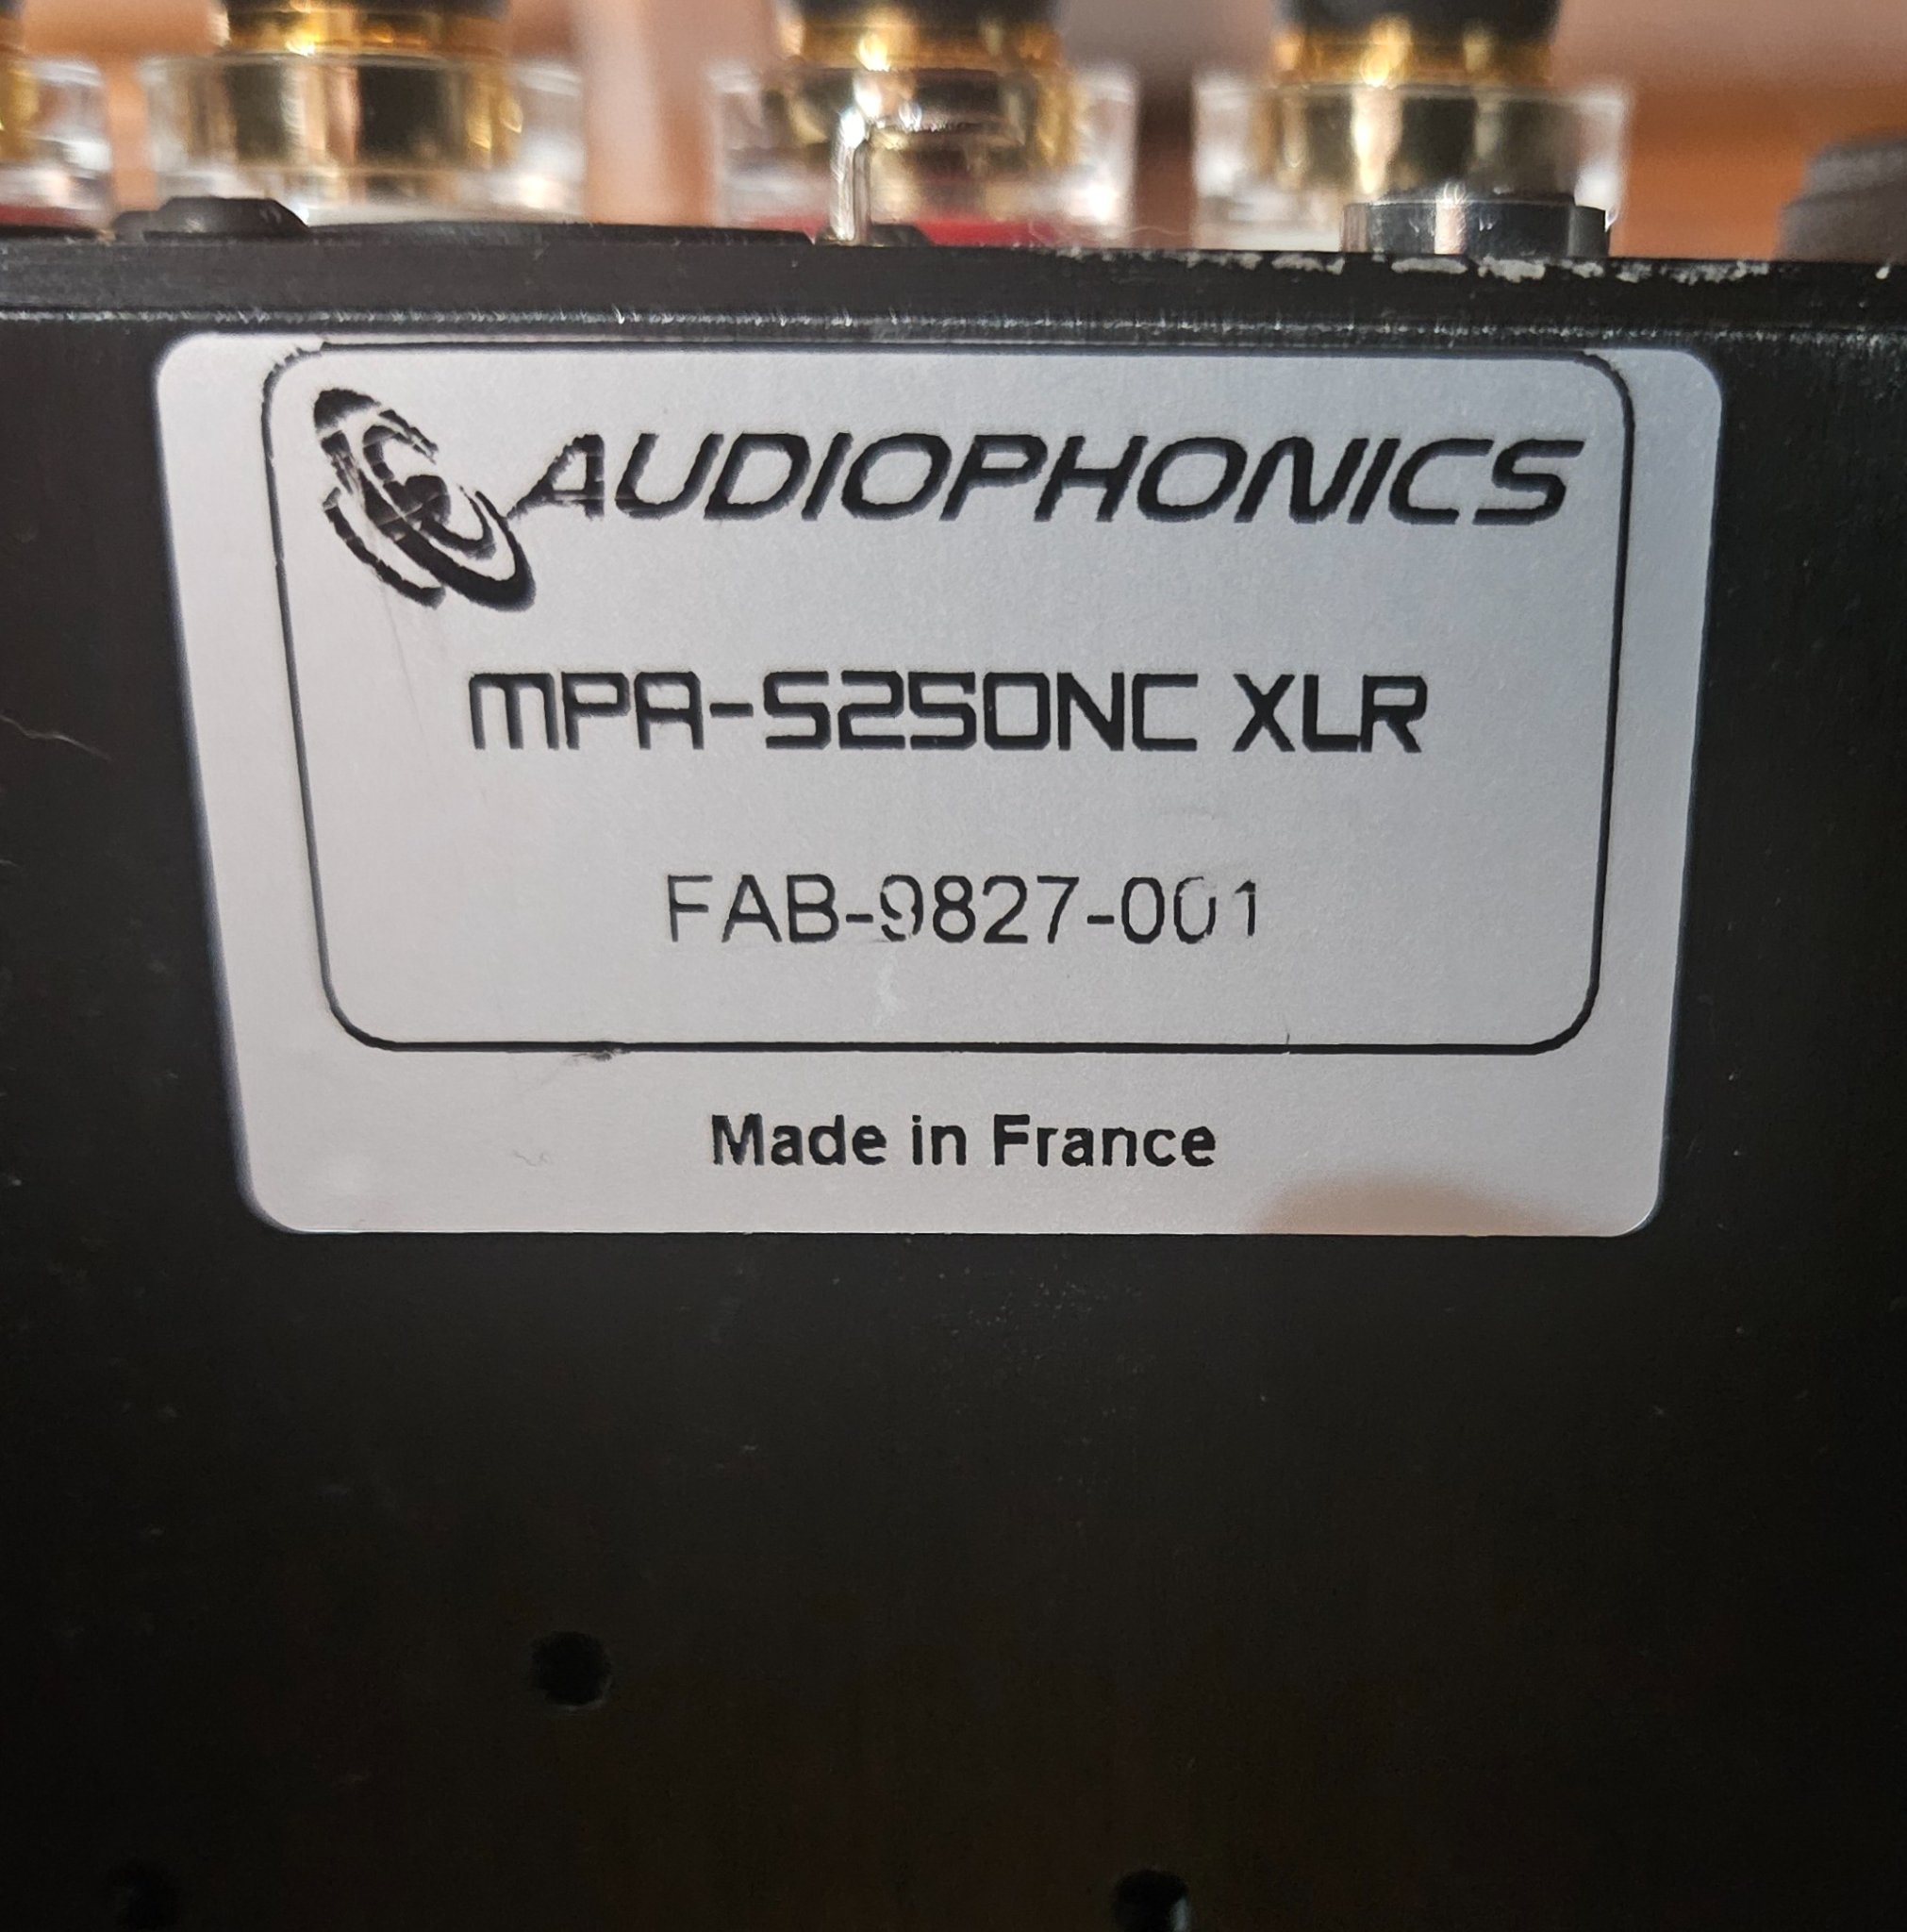 AUDIOPHONICS
MPA-S250NC XLR
FAB-9827-001
Made in France